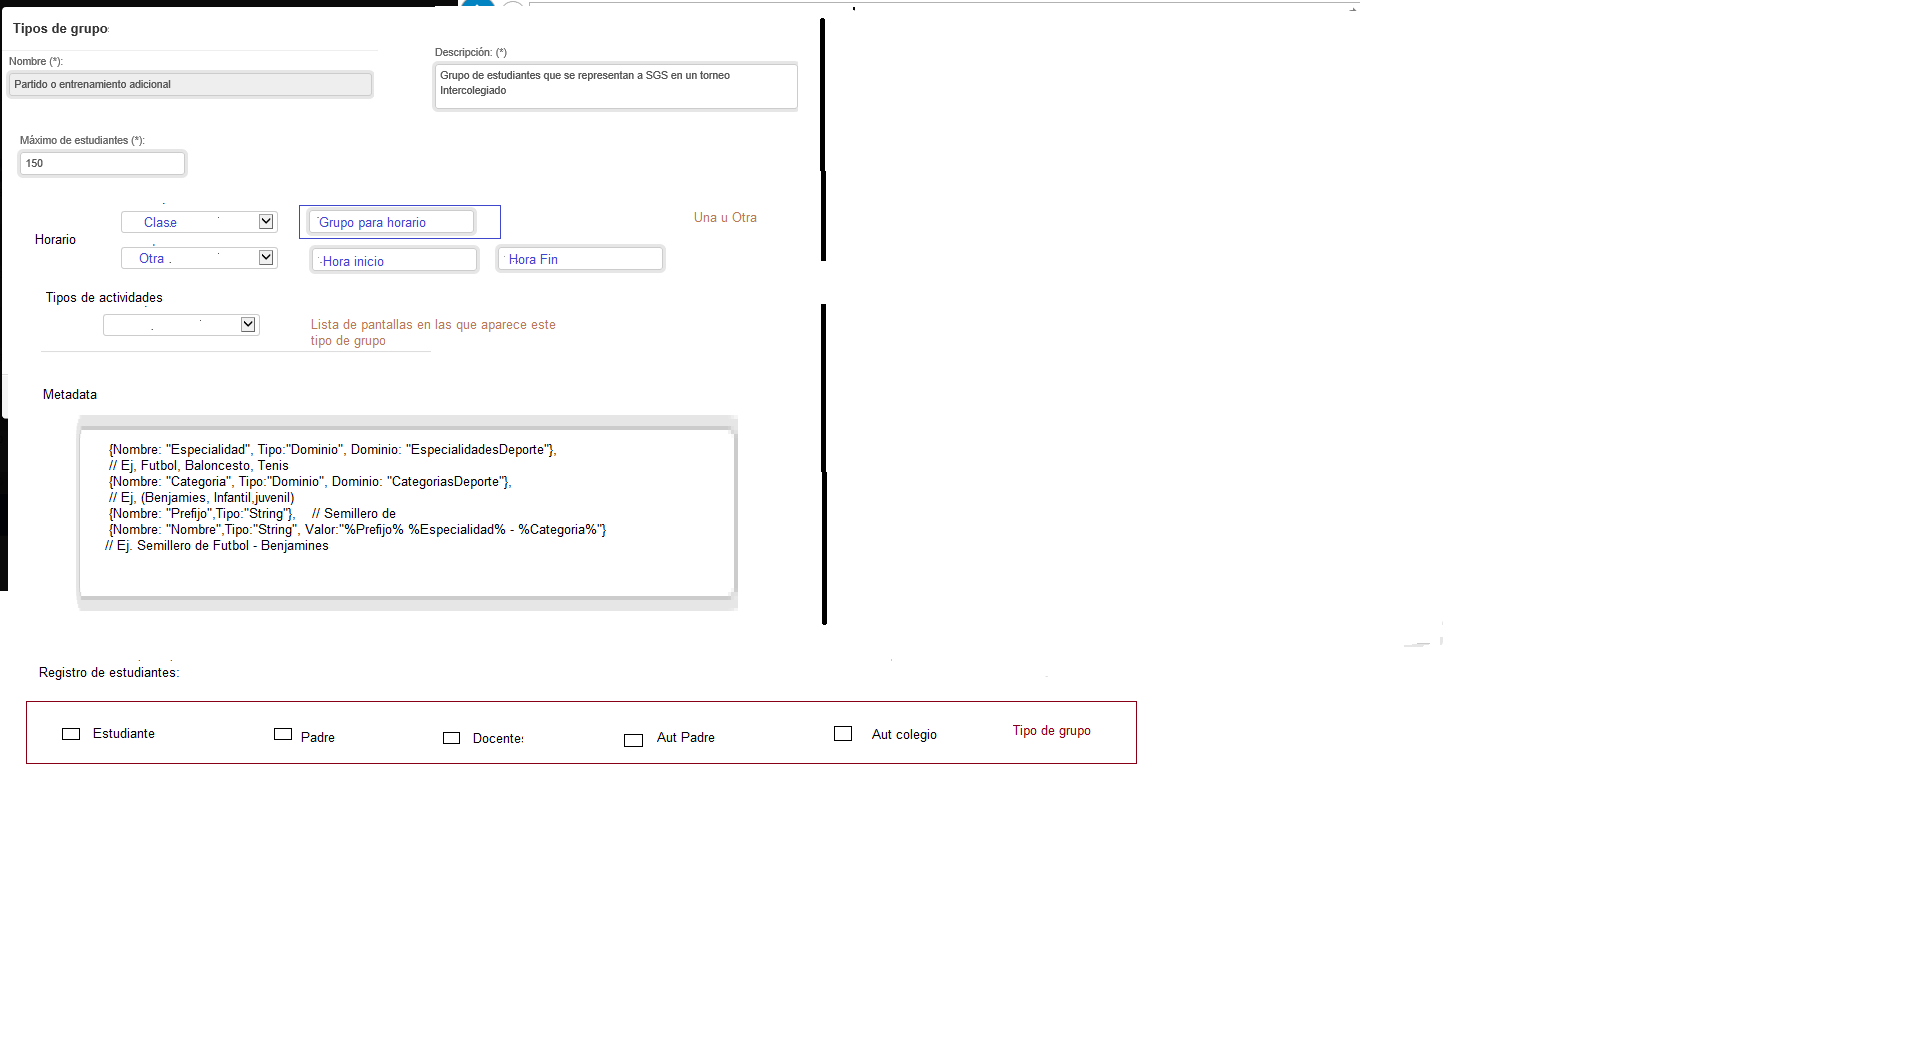 Tipos de grupo
Nombre (*):
Partido o entrenamiento adicional
Descripción: (*)
Grupo de estudiantes que se representan a SGS en un torneo
Intercolegiado
Máximo de estudiantes (*):
150
Horario
Clase
Grupo para horario
Una u Otra
Otra
Hora inicio
Hora Fin
Tipos de actividades
Lista de pantallas en las que aparece este
tipo de grupo
Metadata
{Nombre: "Especialidad", Tipo:"Dominio", Dominio: "EspecialidadesDeporte"},
// Ej, Futbol, Baloncesto, Tenis
{Nombre: "Categoria", Tipo:"Dominio", Dominio: "CategoriasDeporte"},
// Ej, (Benjamies, Infantil,juvenil)
{Nombre: "Prefijo",Tipo:"String"}, // Semillero de
{Nombre: "Nombre",Tipo:"String", Valor:"%Prefijo% %Especialidad% - %Categoria%"}
// Ej. Semillero de Futbol - Benjamines
Registro de estudiantes:
Estudiante
Padre
Docentes
Aut Padre
Aut colegio
Tipo de grupo